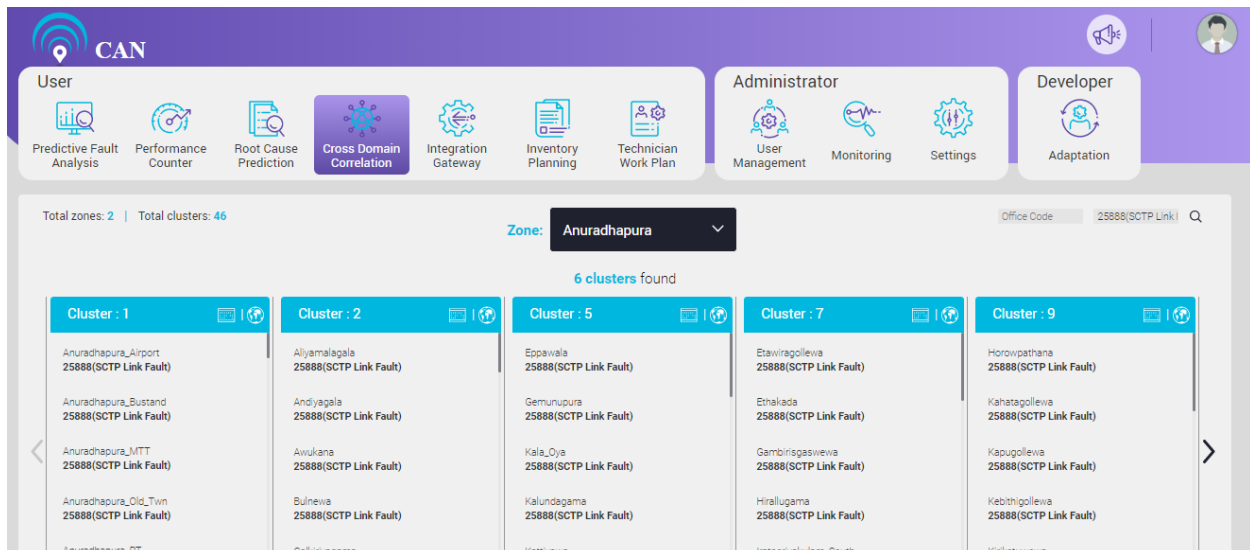 CAN
User
Predictive Fault
Analysis
Performance
Counter
Root Cause
Prediction
Cross Domain
Correlation
Integration
Gateway
Inventory
Planning
Technician
Work Plan
Administrator
User
Management
Monitoring
Settings
Developer
Adaptation
Total zones: 2 | Total clusters: 46
Zone: Anuradhapura
Office Code
25888(SCTP Link
6 clusters found
Cluster : 1
Anuradhapura_Airport
25888(SCTP Link Fault)
Anuradhapura_Bustand
25888(SCTP Link Fault)
Anuradhapura_MTT
25888(SCTP Link Fault)
Anuradhapura_Old_Twn
25888(SCTP Link Fault)
Cluster : 2
Aliyamalagala
25888(SCTP Link Fault)
Andiyagala
25888(SCTP Link Fault)
Awukana
25888(SCTP Link Fault)
Bulnewa
25888(SCTP Link Fault)
Cluster : 5
Eppawala
25888(SCTP Link Fault)
Gemunupura
25888(SCTP Link Fault)
Kala_Oya
25888(SCTP Link Fault)
Kalundagama
25888(SCTP Link Fault)
Cluster : 7
Etawiragollewa
25888(SCTP Link Fault)
Ethakada
25888(SCTP Link Fault)
Gambirisgaswewa
25888(SCTP Link Fault)
Hirallugama
25888(SCTP Link Fault)
Cluster : 9
Horowpathana
25888(SCTP Link Fault)
Kahatagollewa
25888(SCTP Link Fault)
Kapugollewa
25888(SCTP Link Fault)
Kebithigollewa
25888(SCTP Link Fault)